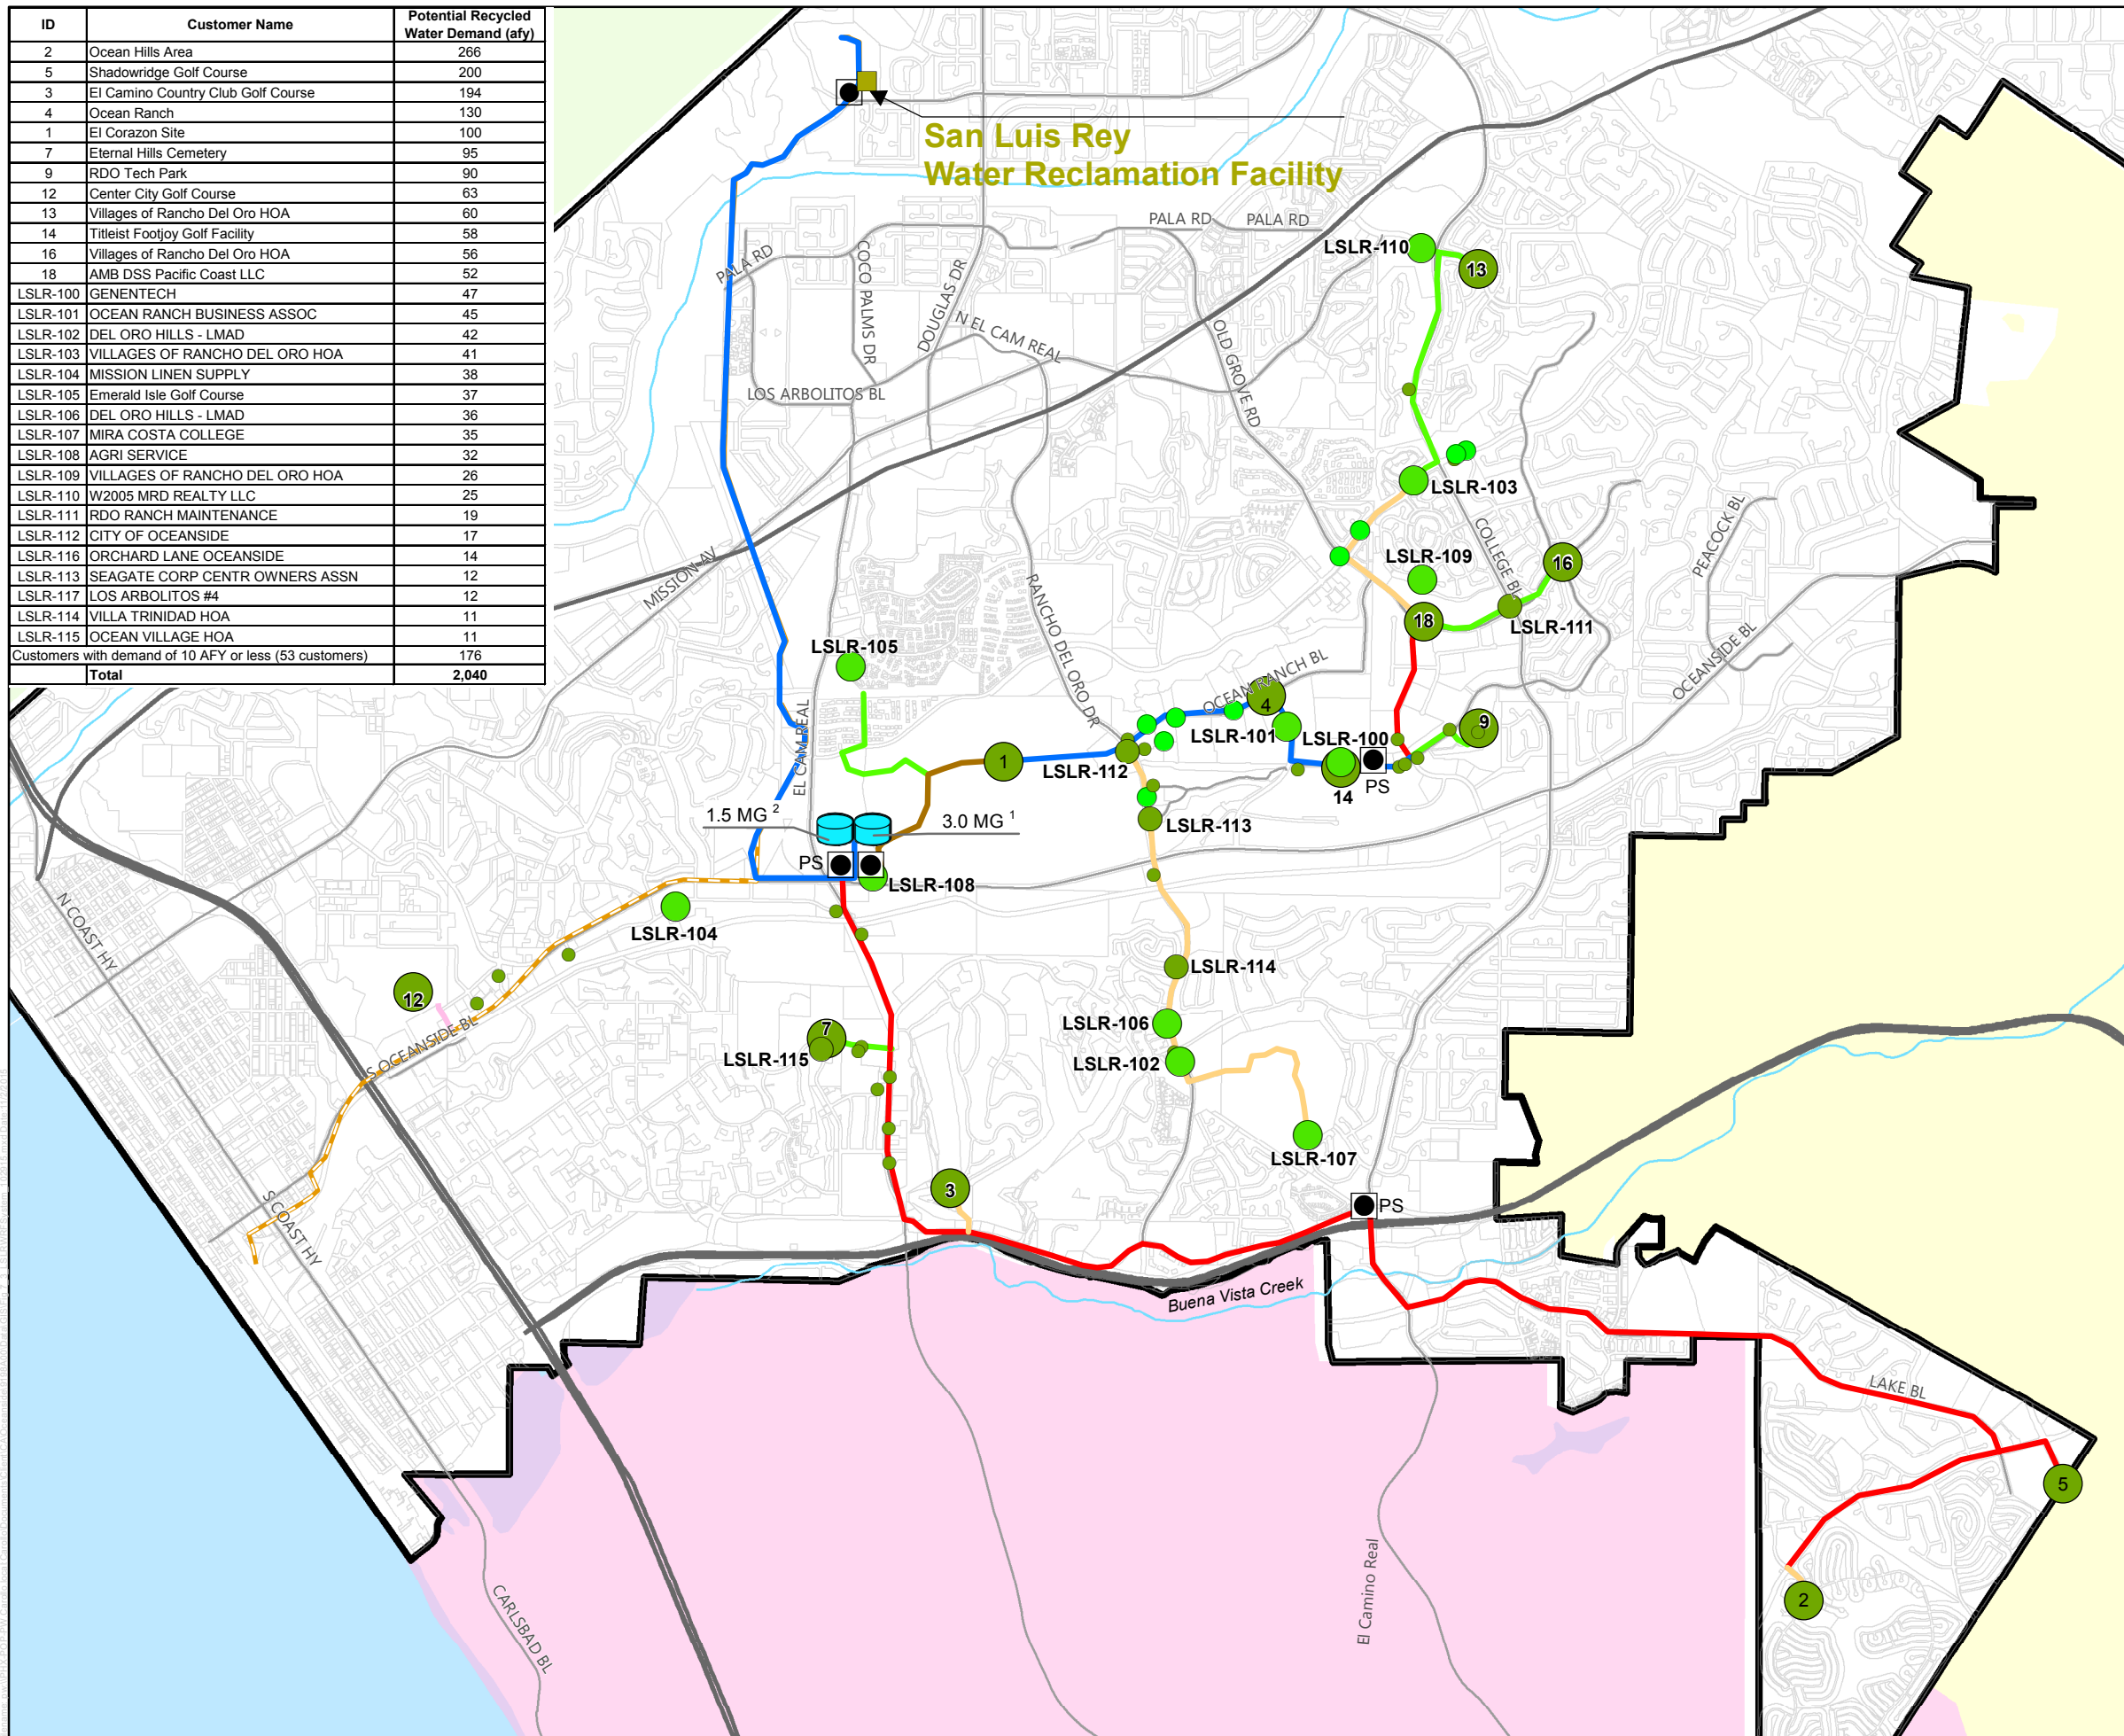 ID Customer Name Potential Recycled Water Demand (afy)
2 Ocean Hills Area 266
5 Shadowridge Golf Course 200
3 El Camino Country Club Golf Course 194
4 Ocean Ranch 130
1 El Corazon Site 100
7 Eternal Hills Cemetery 95
9 RDO Tech Park 90
12 Center City Golf Course 63
13 Villages of Rancho Del Oro HOA 60
14 Titleist Footjoy Golf Facility 58
16 Villages of Rancho Del Oro HOA 56
18 AMB DSS Pacific Coast LLC 52
LSLR-100 GENENTECH 47
LSLR-101 OCEAN RANCH BUSINESS ASSOC 45
LSLR-102 DEL ORO HILLS - LMAD 42
LSLR-103 VILLAGES OF RANCHO DEL ORO HOA 41
LSLR-104 MISSION LINEN SUPPLY 38
LSLR-105 Emerald Isle Golf Course 37
LSLR-106 DEL ORO HILLS - LMAD 36
LSLR-107 MIRA COSTA COLLEGE 35
LSLR-108 AGRI SERVICE 32
LSLR-109 VILLAGES OF RANCHO DEL ORO HOA 26
LSLR-110 W2005 MRD REALTY LLC 25
LSLR-111 RDO RANCH MAINTENANCE 19
LSLR-112 CITY OF OCEANSIDE 17
LSLR-116 ORCHARD LANE OCEANSIDE 14
LSLR-113 SEAGATE CORP CENTR OWNERS ASSN 12
LSLR-117 LOS ARBOLITOS #4 12
LSLR-114 VILLA TRINIDAD HOA 11
LSLR-115 OCEAN VILLAGE HOA 11
Customers with demand of 10 AFY or less (53 customers) 176
Total 2,040
San Luis Rey
Water Reclamation Facility
PALA RD
PALA RD
PALA RD
LSLR-110
13
COCO PALMS DR
DOUGLAS DR
N EL CAM REAL
OLD GROVE RD
LOS ARBOLITOS BL
LSLR-103
COLLEGE BL
PEACOCK BL
MISSION AV
RANCHO DEL ORO DR
LSLR-109
16
18
LSLR-111
OCEANSIDE BL
LSLR-105
OCEAN RANCH BL
4
EL CAM REAL
LSLR-101
LSLR-100
9
1
LSLR-112
14
PS
1.5 MG 2
3.0 MG 1
LSLR-113
PS
LSLR-108
LSLR-104
N COAST HY
12
LSLR-114
LSLR-106
7
LSLR-115
LSLR-102
S OCEANSIDE BL
LSLR-107
3
PS
S COAST HY
Buena Vista Creek
LAKE BL
5
2
El Camino Real
CARLSBAD BL